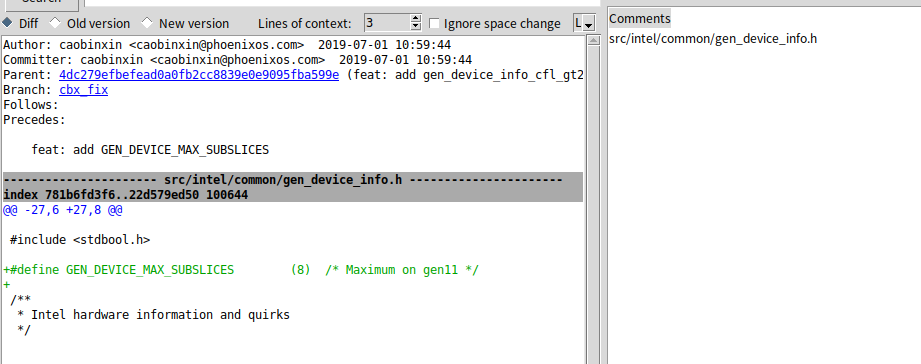 Search
Diff Old version New version Lines of context: 3 Ignore space change L
Author: caobinxin <caobinxin@phoenixos.com>  2019-07-01 10:59:44
Committer: caobinxin <caobinxin@phoenixos.com>  2019-07-01 10:59:44
Parent: 4dc279efbefead0a0fb2cc8839e0e9095fba599e (feat: add gen_device_info_cfl_gt2
Branch: cbx_fix
Follows:
Precedes:
    feat: add GEN_DEVICE_MAX_SUBSLICES
---------------------- src/intel/common/gen_device_info.h ----------------------
index 781b6fd3f6..22d579ed50 100644
@@ -27,6 +27,8 @@
 #include <stdbool.h>
+#define GEN_DEVICE_MAX_SUBSLICES        (8)  /* Maximum on gen11 */
+
 /**
  * Intel hardware information and quirks
  */
Comments
src/intel/common/gen_device_info.h